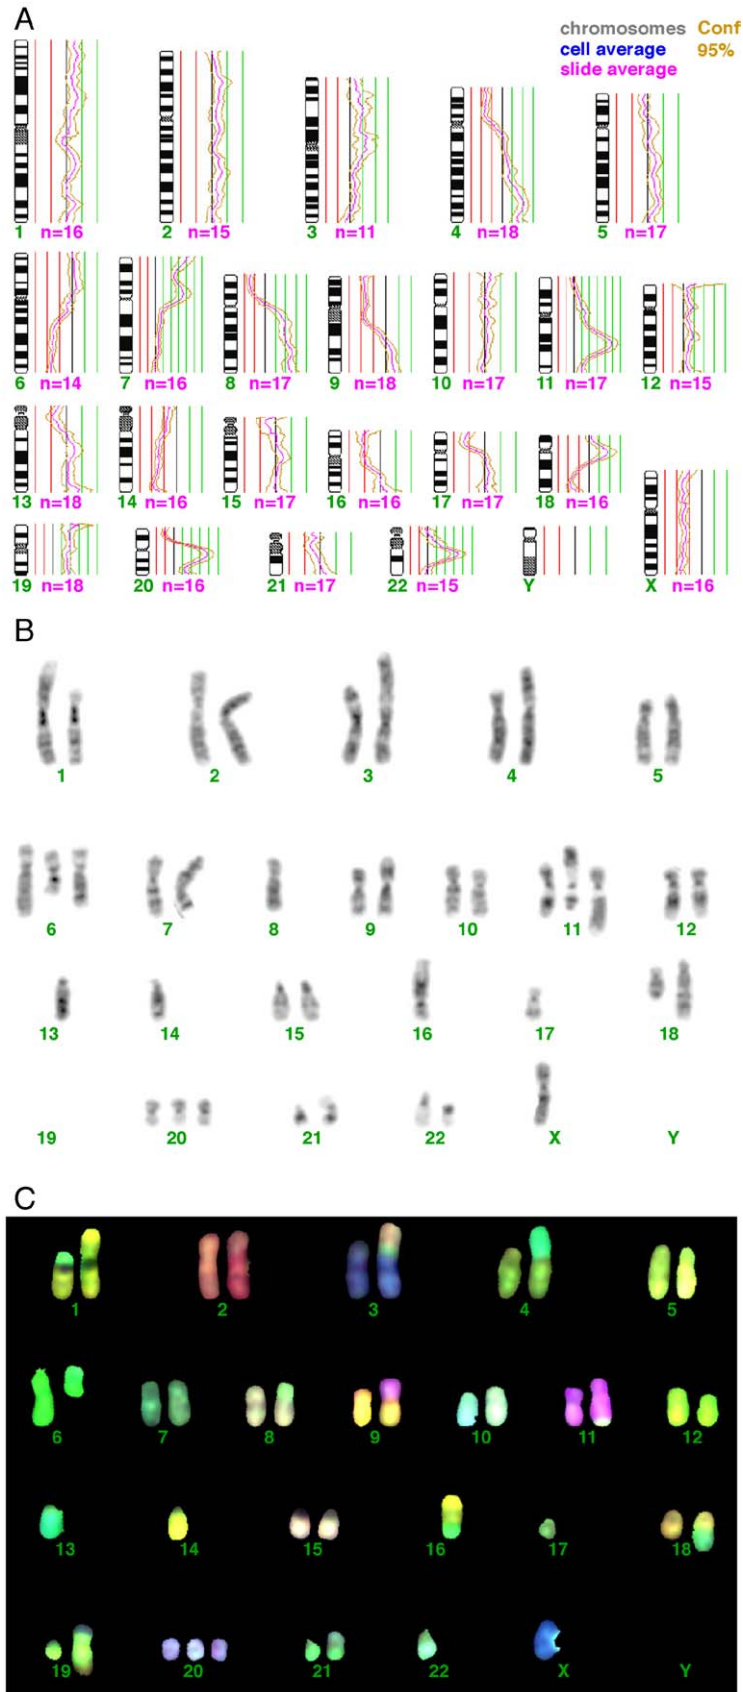 A
chromosomes Conf
cell average 95%
slide average
1 n=16 2 n=15 3 n=11 4 n=18 5 n=17
6 n=14 7 n=16 8 n=17 9 n=18 10 n=17 11 n=17 12 n=15
13 n=18 14 n=16 15 n=17 16 n=16 17 n=17 18 n=16
19 n=18 20 n=16 21 n=17 22 n=15 Y X n=16
B
1 2 3 4 5
6 7 8 9 10 11 12
13 14 15 16 17 18
19 20 21 22 X Y
C
1 2 3 4 5
6 7 8 9 10 11 12
13 14 15 16 17 18
19 20 21 22 X Y